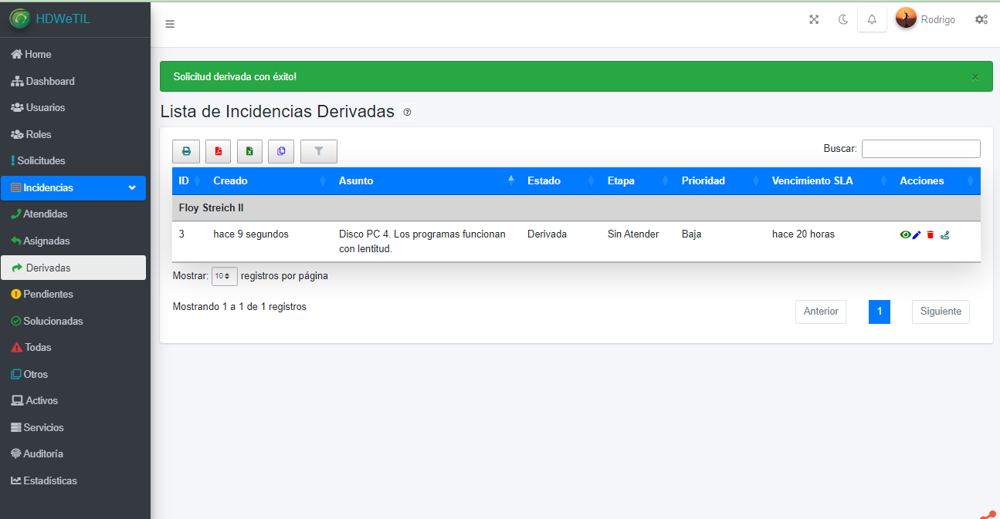 HDWeTIL
Rodrigo
Home
Dashboard
Usuarios
Roles
Solicitudes
Incidencias
Atendidas
Asignadas
Derivadas
Pendientes
Solucionadas
Todas
Otros
Activos
Servicios
Auditoría
Estadísticas
Solicitud derivada con éxito! ×
Lista de Incidencias Derivadas
Buscar:
ID Creado Asunto Estado Etapa Prioridad Vencimiento SLA Acciones
Floy Streich II
3 hace 9 segundos Disco PC 4. Los programas funcionan Derivada Sin Atender Baja hace 20 horas
con lentitud.
Mostrar: 10 registros por página
Mostrando 1 a 1 de 1 registros
Anterior 1 Siguiente